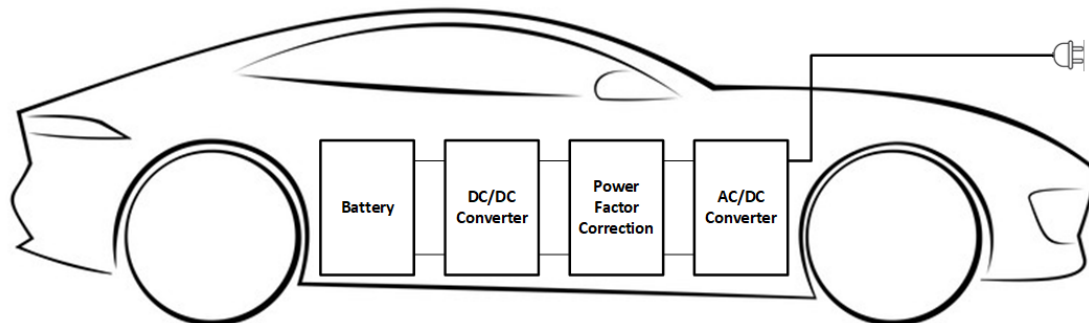 Battery
DC/DC
Converter
Power
Factor
Correction
AC/DC
Converter